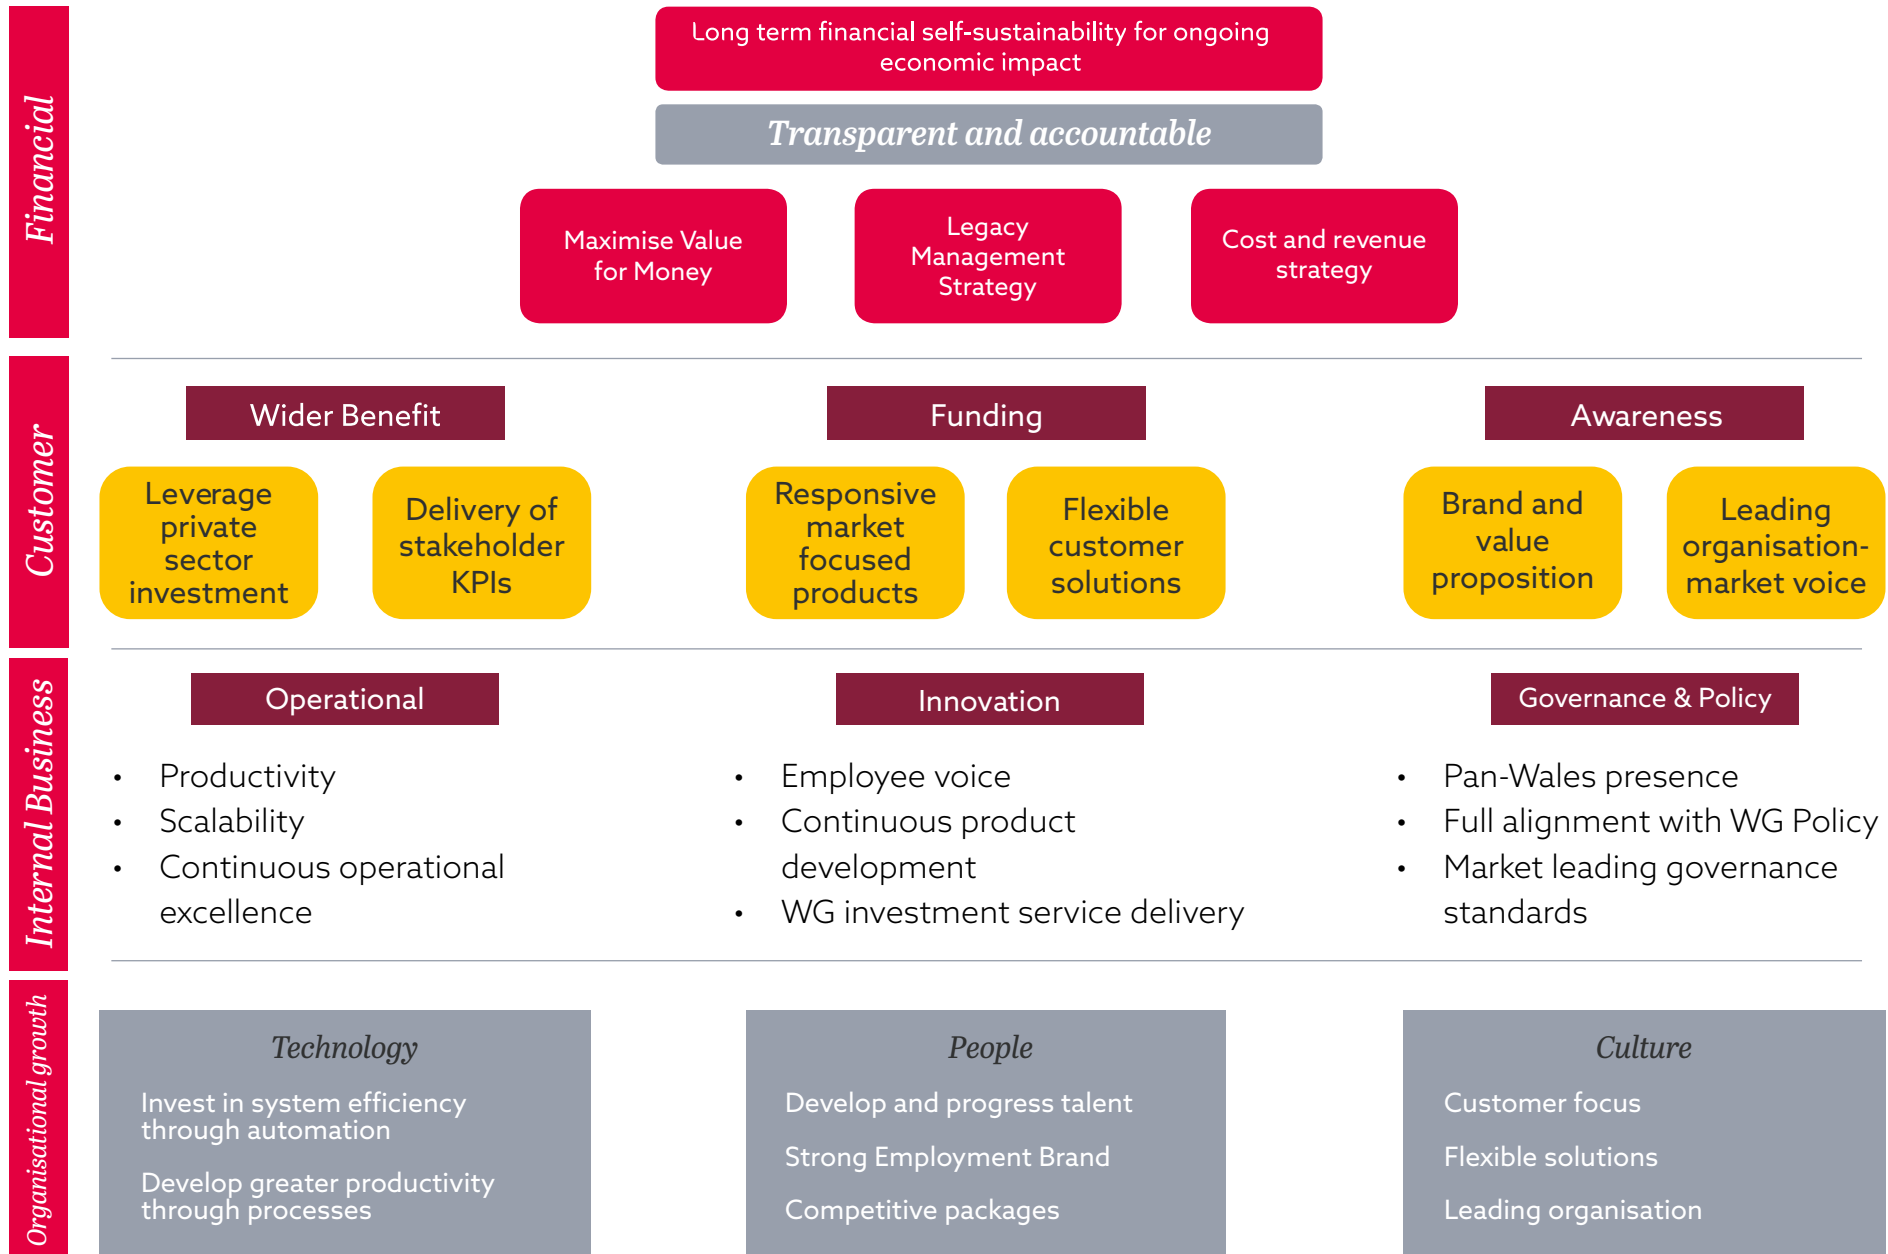 Financial
Long term financial self-sustainability for ongoing
economic impact
Transparent and accountable
Maximise Value
for Money
Legacy
Management
Strategy
Cost and revenue
strategy
Customer
Wider Benefit
Leverage
private
sector
investment
Delivery of
stakeholder
KPIs
Funding
Responsive
market
focused
products
Flexible
customer
solutions
Awareness
Brand and
value
proposition
Leading
organisation-
market voice
Internal Business
Operational
• Productivity
• Scalability
• Continuous operational
excellence
Innovation
• Employee voice
• Continuous product
development
• WG investment service delivery
Governance & Policy
• Pan-Wales presence
• Full alignment with WG Policy
• Market leading governance
standards
Organisational growth
Technology
Invest in system efficiency
through automation
Develop greater productivity
through processes
People
Develop and progress talent
Strong Employment Brand
Competitive packages
Culture
Customer focus
Flexible solutions
Leading organisation